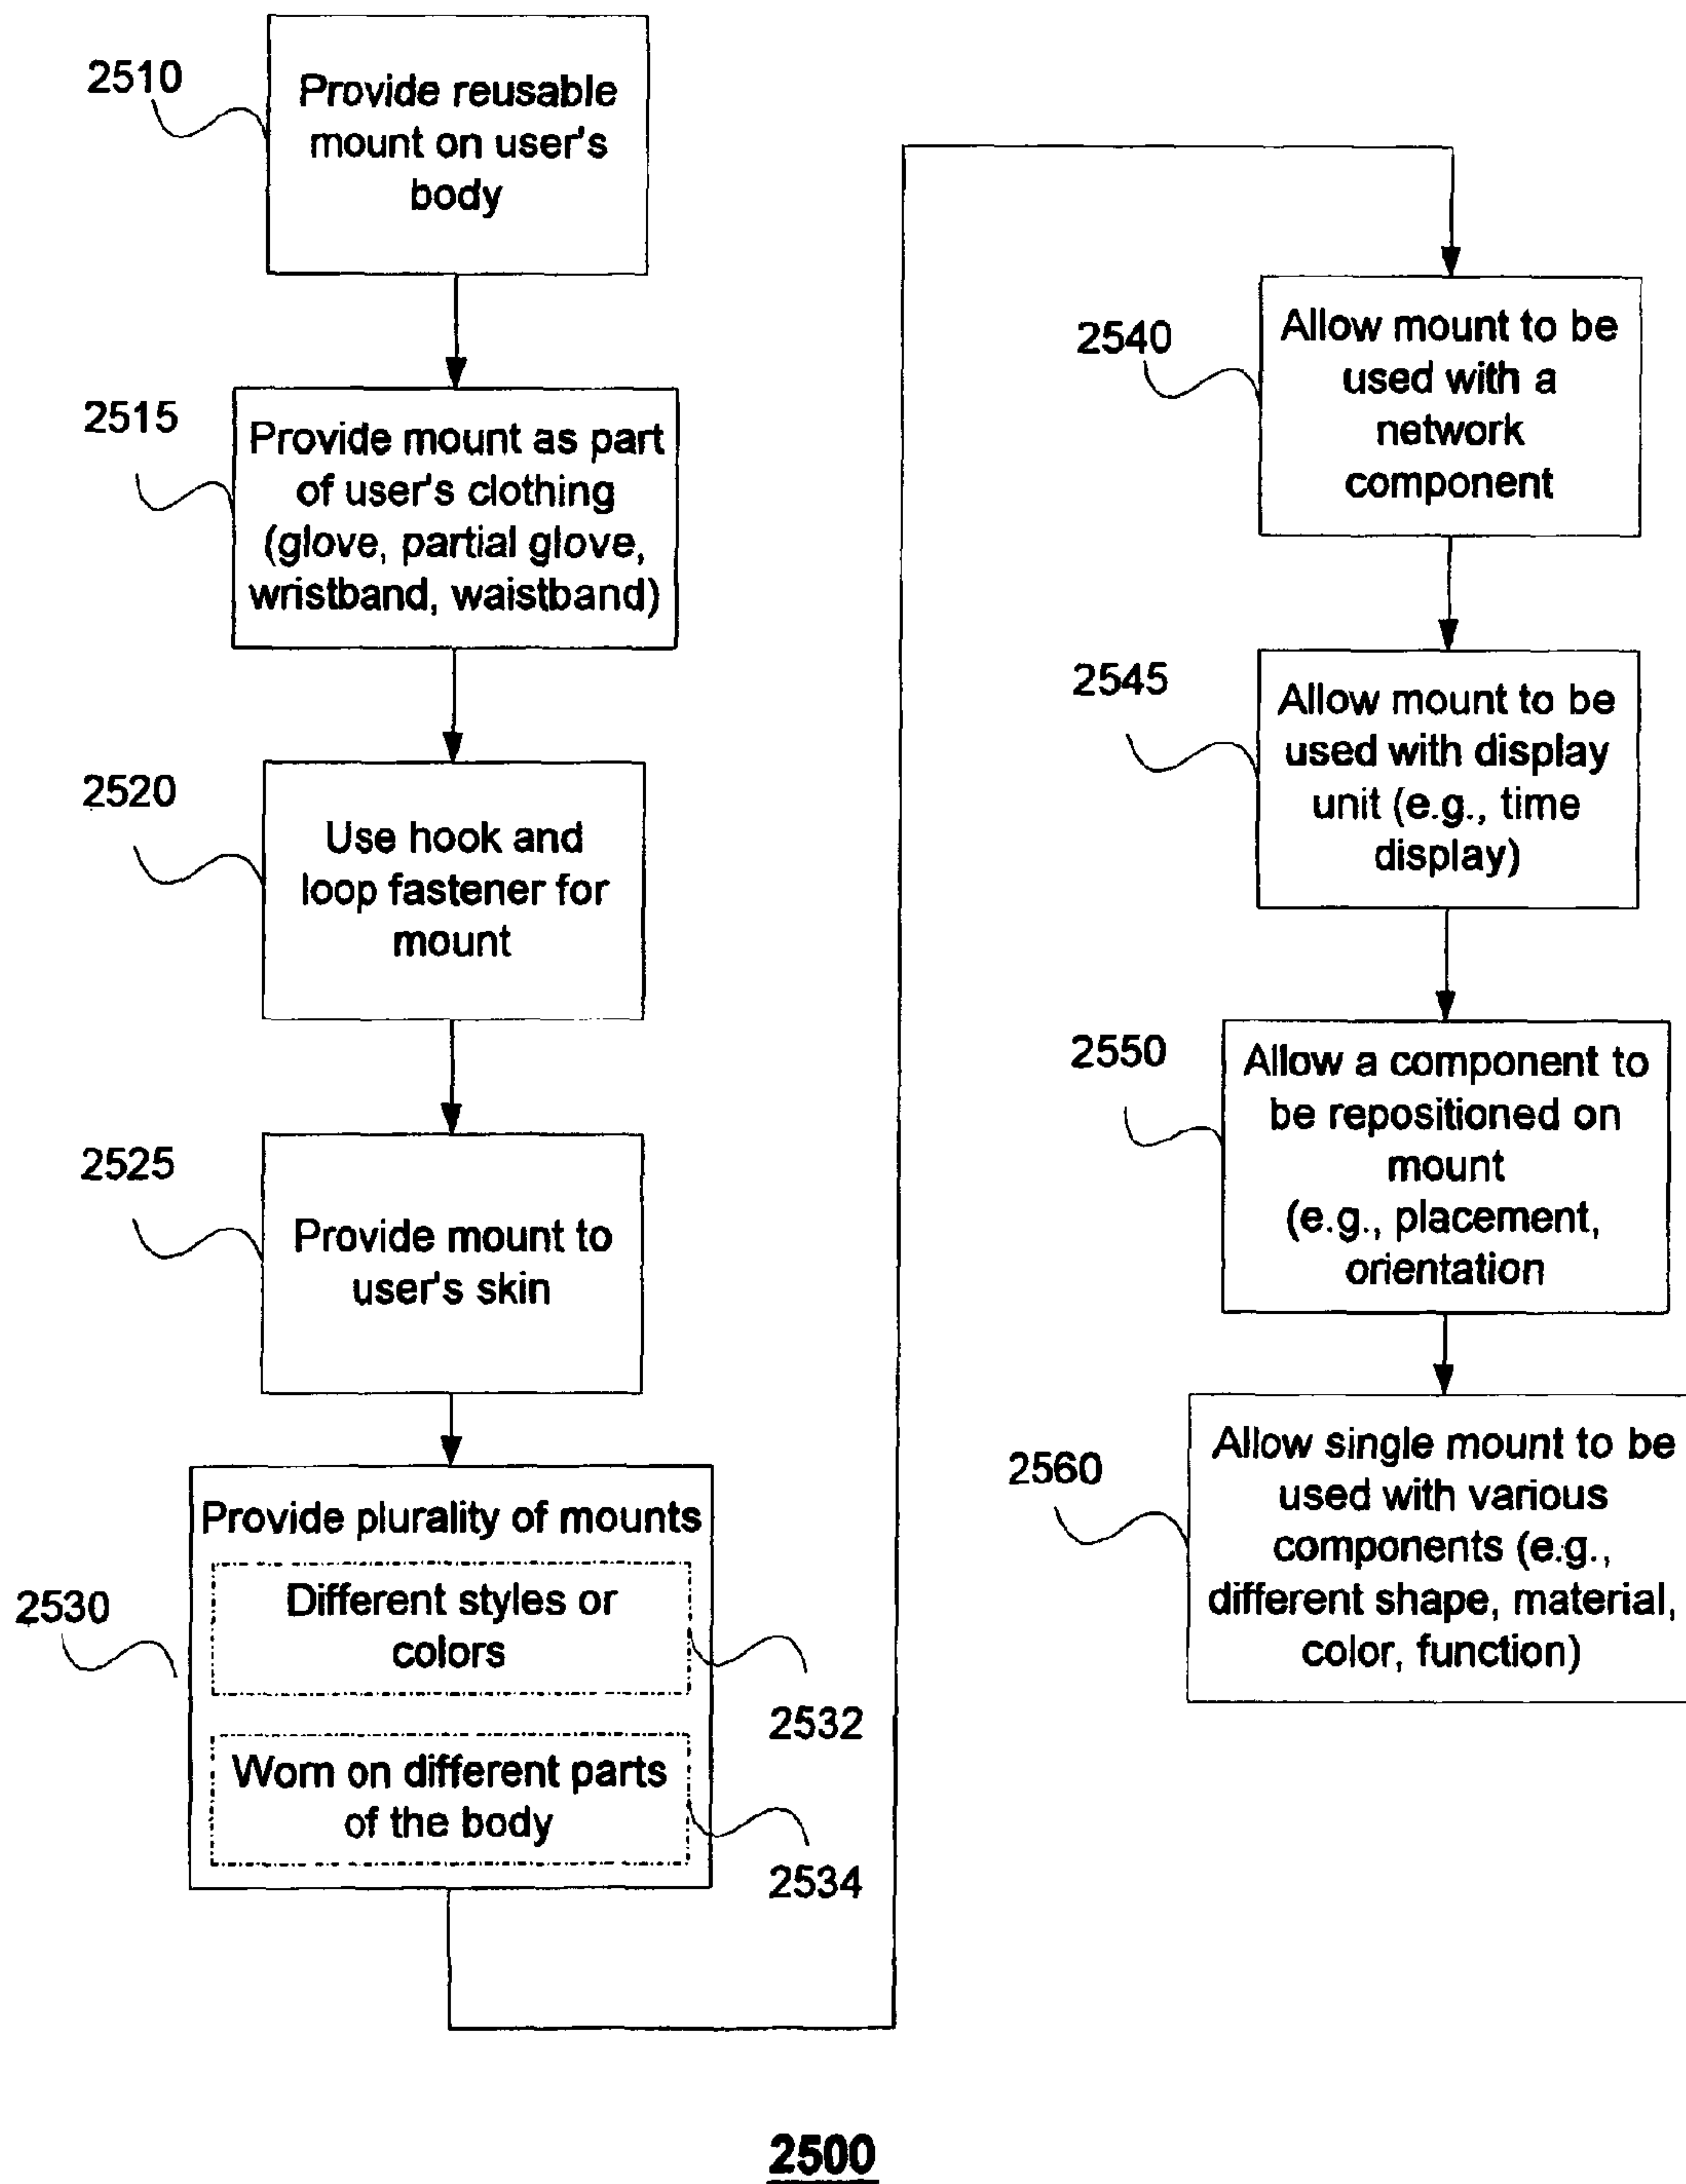 2510
Provide reusable
mount on user's
body
2515
Provide mount as part
of user's clothing
(glove, partial glove,
wristband, waistband)
2520
Use hook and
loop fastener for
mount
2525
Provide mount to
user's skin
2530
Provide plurality of mounts
Different styles or
colors
2532
Worn on different parts
of the body
2534
2540
Allow mount to be
used with a
network
component
2545
Allow mount to be
used with display
unit (e.g., time
display)
2550
Allow a component to
be repositioned on
mount
(e.g., placement,
orientation
2560
Allow single mount to be
used with various
components (e.g.,
different shape, material,
color, function)
2500